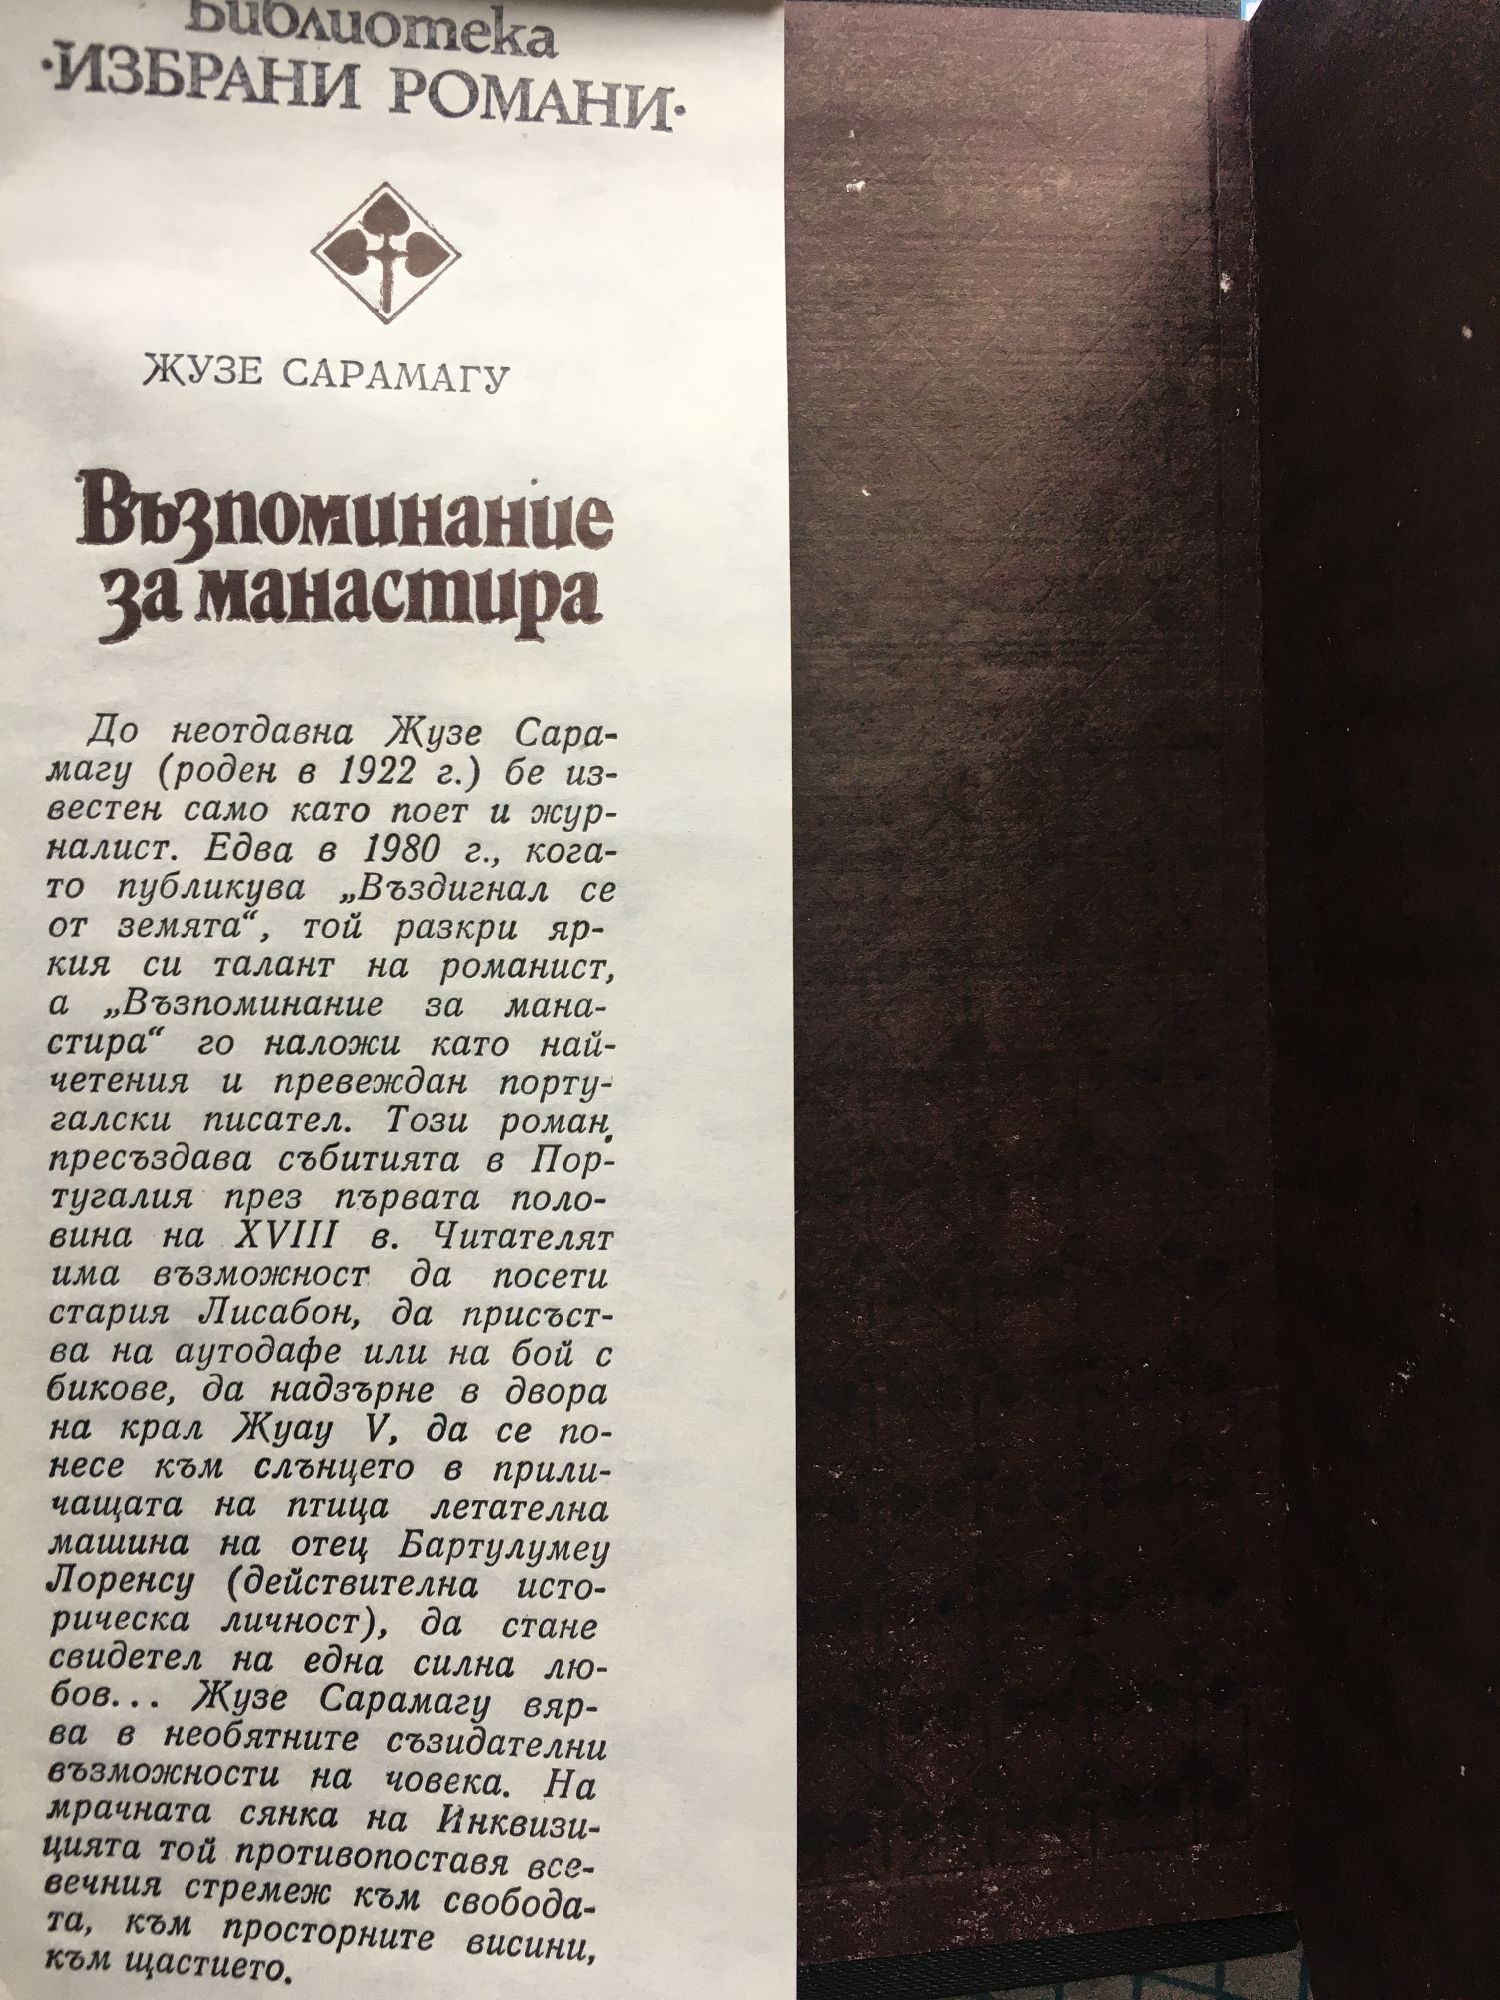 Библиотека
·ИЗБРАНИ РОМАНИ·
ЖУЗЕ САРАМАГУ
Възпоминание
за манастира
До неотдавна Жузе Сара-
магу (роден в 1922 г.) бе из-
вестен само като поет и жур-
налист. Едва в 1980 г., кога-
то публикува „Въздигнал се
от земята“, той разкри яр-
кия си талант на романист,
а „Възпоминание за мана-
стира“ го наложи като най-
четения и превеждан порту-
галски писател. Този роман
пресъздава събитията в Пор-
тугалия през първата поло-
вина на XVIII в. Читателят
има възможност да посети
стария Лисабон, да присъст-
ва на аутодафе или на бой с
бикове, да надзърне в двора
на крал Жуау V, да се по-
несе към слънцето в прили-
чащата на птица летателна
машина на отец Бартулумеу
Лоренсу (действителна исто-
рическа личност), да стане
свидетел на една силна лю-
бов... Жузе Сарамагу вяр-
ва в необятните съзидателни
възможности на човека. На
мрачната сянка на Инквизи-
цията той противопоставя все-
вечния стремеж към свобода-
та, към просторните висини,
към щастието.